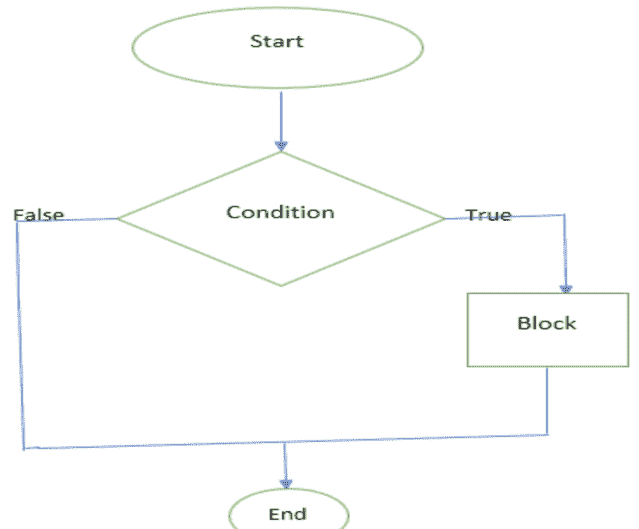 Start
Condition
False
True
Block
End